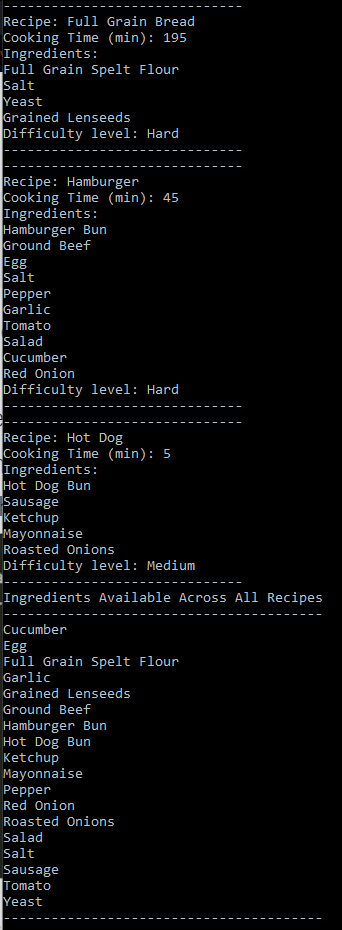 ------------------------------
Recipe: Full Grain Bread
Cooking Time (min): 195
Ingredients:
Full Grain Spelt Flour
Salt
Yeast
Grained Lenseeds
Difficulty level: Hard
------------------------------
------------------------------
Recipe: Hamburger
Cooking Time (min): 45
Ingredients:
Hamburger Bun
Ground Beef
Egg
Salt
Pepper
Garlic
Tomato
Salad
Cucumber
Red Onion
Difficulty level: Hard
------------------------------
------------------------------
Recipe: Hot Dog
Cooking Time (min): 5
Ingredients:
Hot Dog Bun
Sausage
Ketchup
Mayonnaise
Roasted Onions
Difficulty level: Medium
------------------------------
Ingredients Available Across All Recipes
----------------------------------------
Cucumber
Egg
Full Grain Spelt Flour
Garlic
Grained Lenseeds
Ground Beef
Hamburger Bun
Hot Dog Bun
Ketchup
Mayonnaise
Pepper
Red Onion
Roasted Onions
Salad
Salt
Sausage
Tomato
Yeast
----------------------------------------